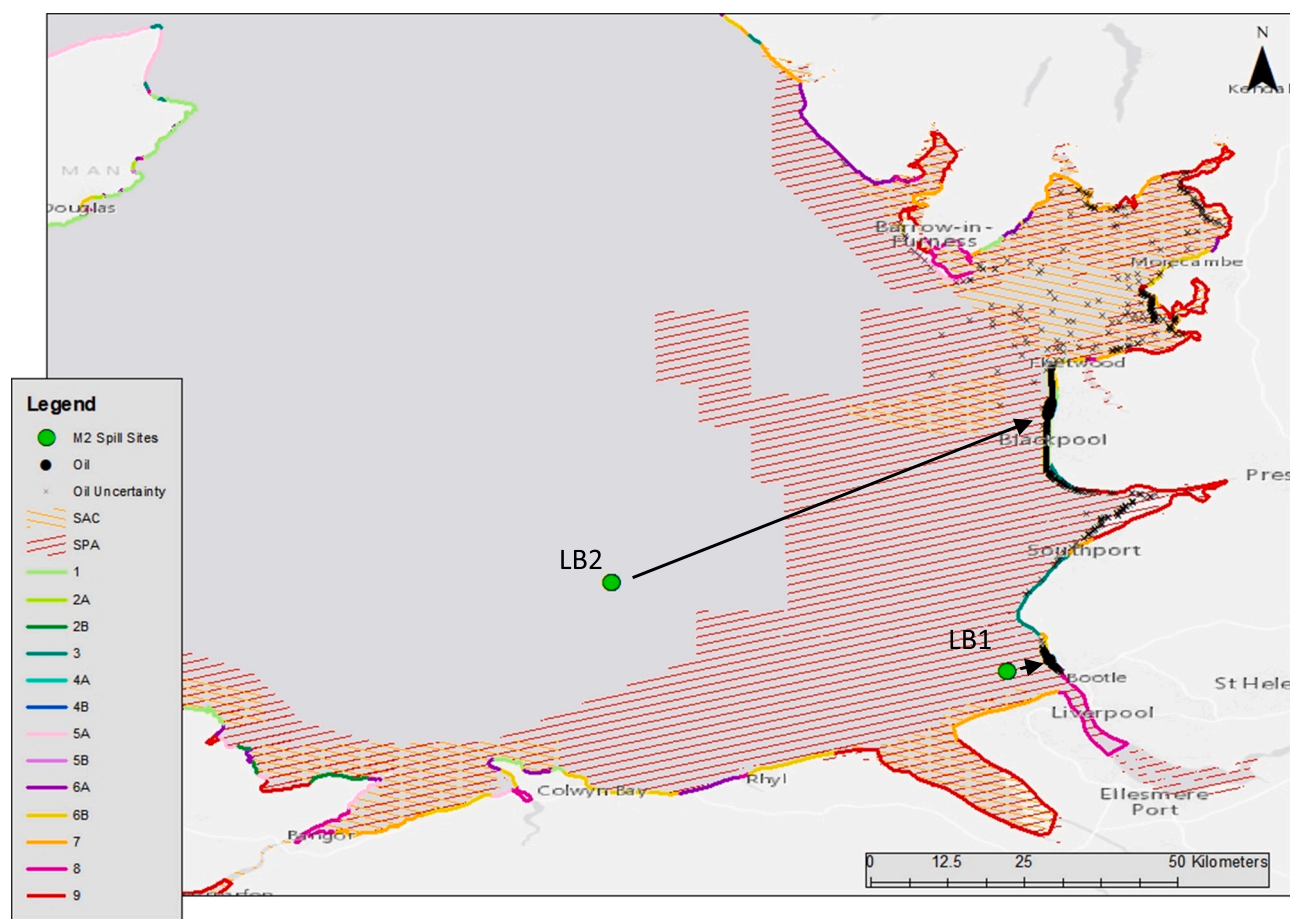 N
Kendal
MAN
Douglas
Barrow-in-
Furness
Morecambe
Fleetwood
Blackpool
Pres
Southport
LB2
LB1
Bootle
St Hele
Liverpool
Rhyl
Colwyn Bay
Ellesmere
Port
Bangor
0 12.5 25 50 Kilometers
Legend
M2 Spill Sites
Oil
Oil Uncertainty
SAC
SPA
1
2A
2B
3
4A
4B
5A
5B
6A
6B
7
8
9